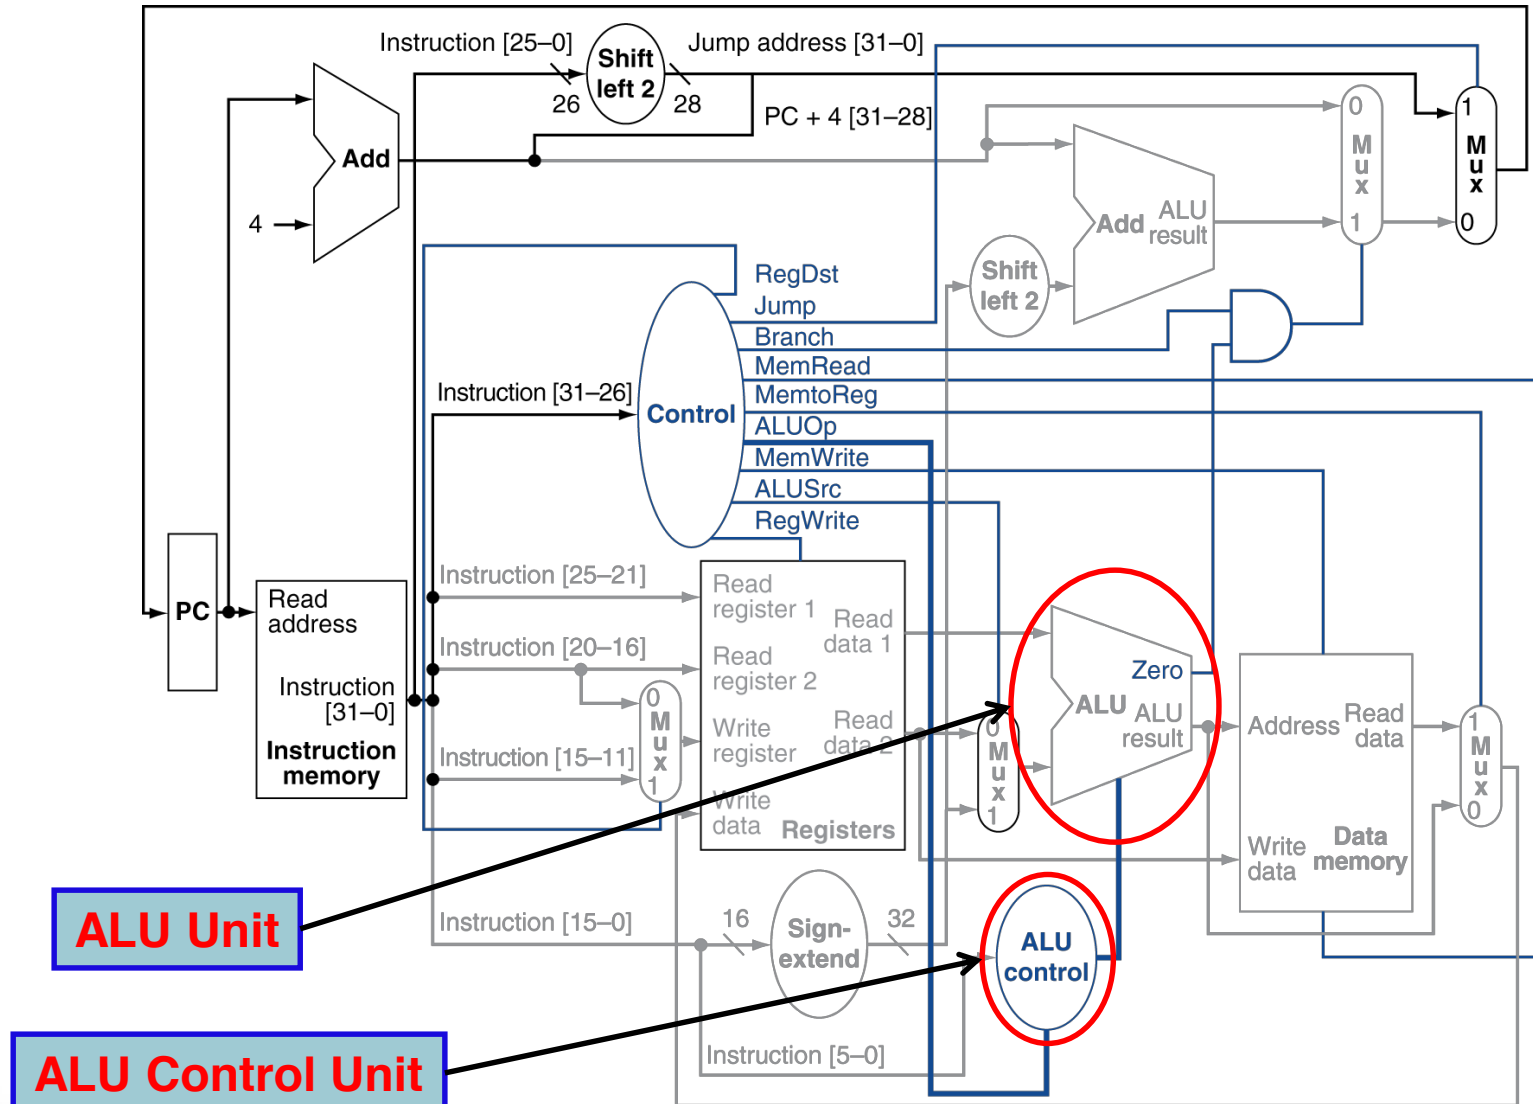 Instruction [25–0]
Shift
left 2
Jump address [31–0]
26
28
PC + 4 [31–28]
Add
4
0
M
u
x
1
1
M
u
x
0
Add
ALU
result
Shift
left 2
RegDst
Jump
Branch
MemRead
MemtoReg
ALUOp
MemWrite
ALUSrc
RegWrite
Instruction [31–26]
Control
PC
Read
address
Instruction
[31–0]
Instruction
memory
Instruction [25–21]
Instruction [20–16]
Instruction [15–11]
0
M
u
x
1
Read
register 1
Read
register 2
Write
register
Write
data
Read
data 1
Read
data 2
Registers
0
M
u
x
1
Zero
ALU
ALU
result
Address
Read
data
Write
data
Data
memory
1
M
u
x
0
Instruction [15–0]
16
Sign-
extend
32
ALU
control
Instruction [5–0]
ALU Unit
ALU Control Unit